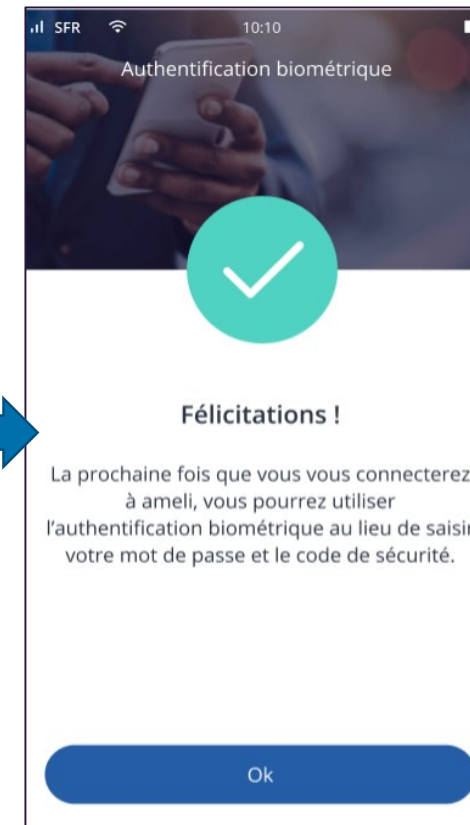 SFR 10:10
Authentification biométrique
Félicitations !
La prochaine fois que vous vous connecterez
à ameli, vous pourrez utiliser
l'authentification biométrique au lieu de saisir
votre mot de passe et le code de sécurité.
Ok